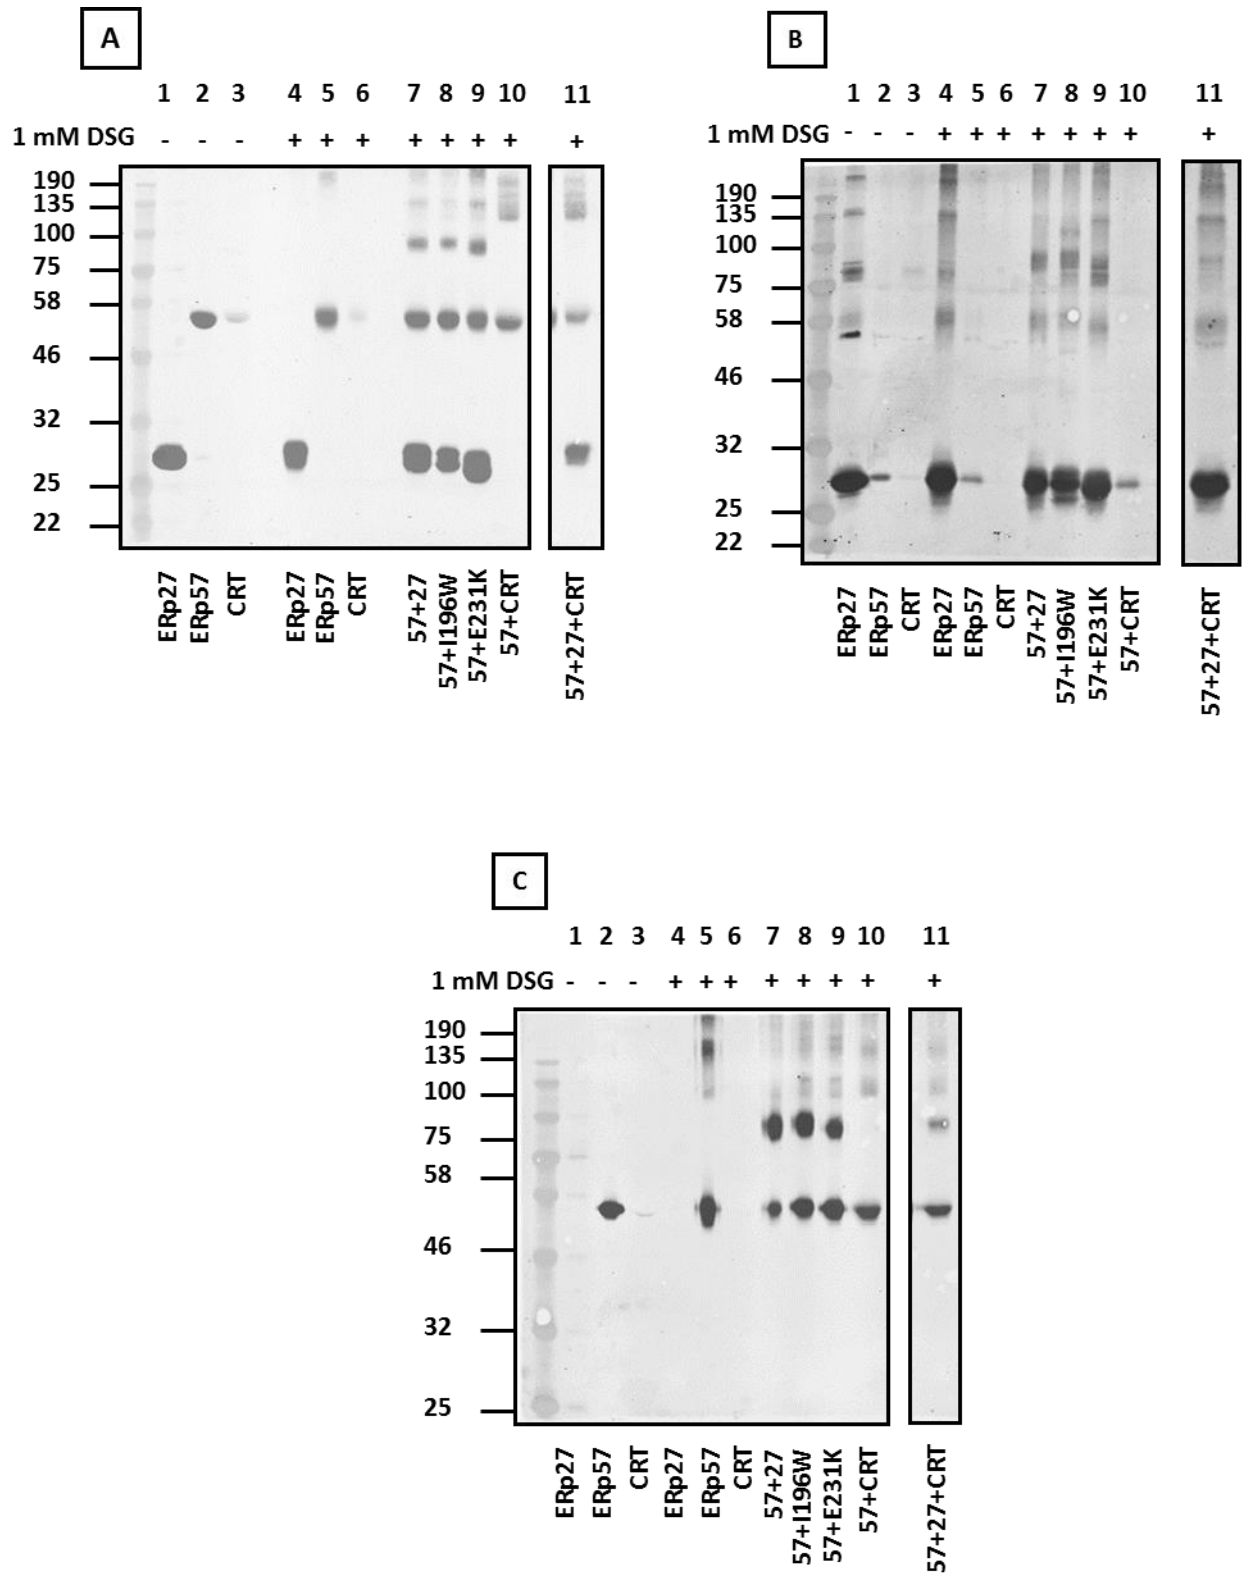 A
1 2 3 4 5 6 7 8 9 10 11
1 mM DSG - - - + + + + + + + +
190
135
100
75
58
46
32
25
22
ERp27
ERp57
CRT
ERp27
ERp57
CRT
57+27
57+I196W
57+E231K
57+CRT
57+27+CRT
B
1 2 3 4 5 6 7 8 9 10 11
1 mM DSG - - - + + + + + + + +
190
135
100
75
58
46
32
25
22
ERp27
ERp57
CRT
ERp27
ERp57
CRT
57+27
57+I196W
57+E231K
57+CRT
57+27+CRT
C
1 2 3 4 5 6 7 8 9 10 11
1 mM DSG - - - + + + + + + + +
190
135
100
75
58
46
32
25
ERp27
ERp57
CRT
ERp27
ERp57
CRT
57+27
57+I196W
57+E231K
57+CRT
57+27+CRT